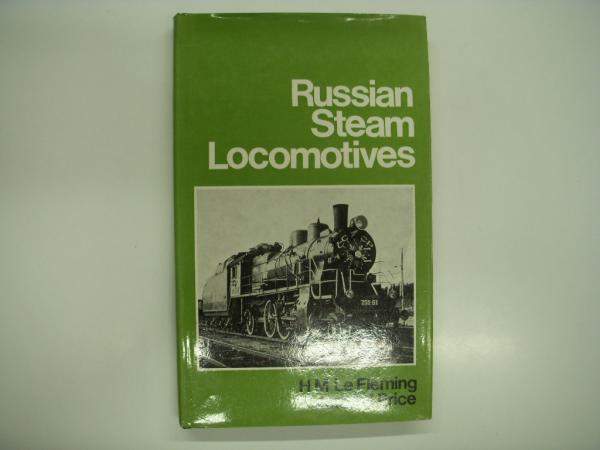 Russian
Steam
Locomotives
H M Le Fleming
Price